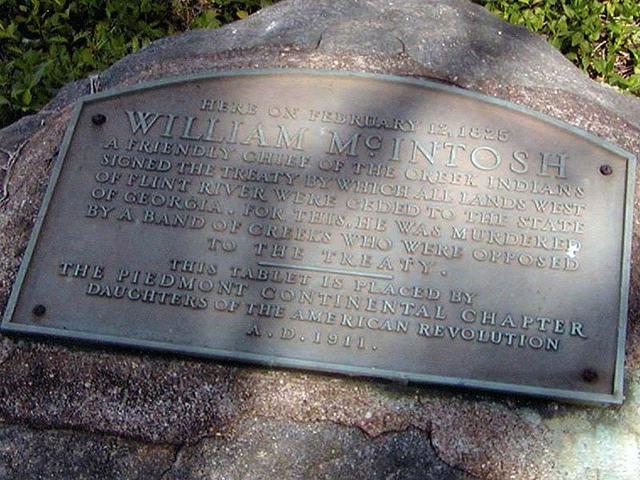 HERE ON FEBRUARY 12, 1825
WILLIAM Mc INTOSH
A FRIENDLY CHIEF OF THE CREEK INDIANS
SIGNED THE TREATY BY WHICH ALL LANDS WEST
OF FLINT RIVER WERE CEDED TO THE STATE
OF GEORGIA. FOR THIS, HE WAS MURDERED
BY A BAND OF CREEKS WHO WERE OPPOSED
TO THE TREATY.
THIS TABLET IS PLACED BY
THE PIEDMONT CONTINENTAL CHAPTER
DAUGHTERS OF THE AMERICAN REVOLUTION
A.D. 1911.